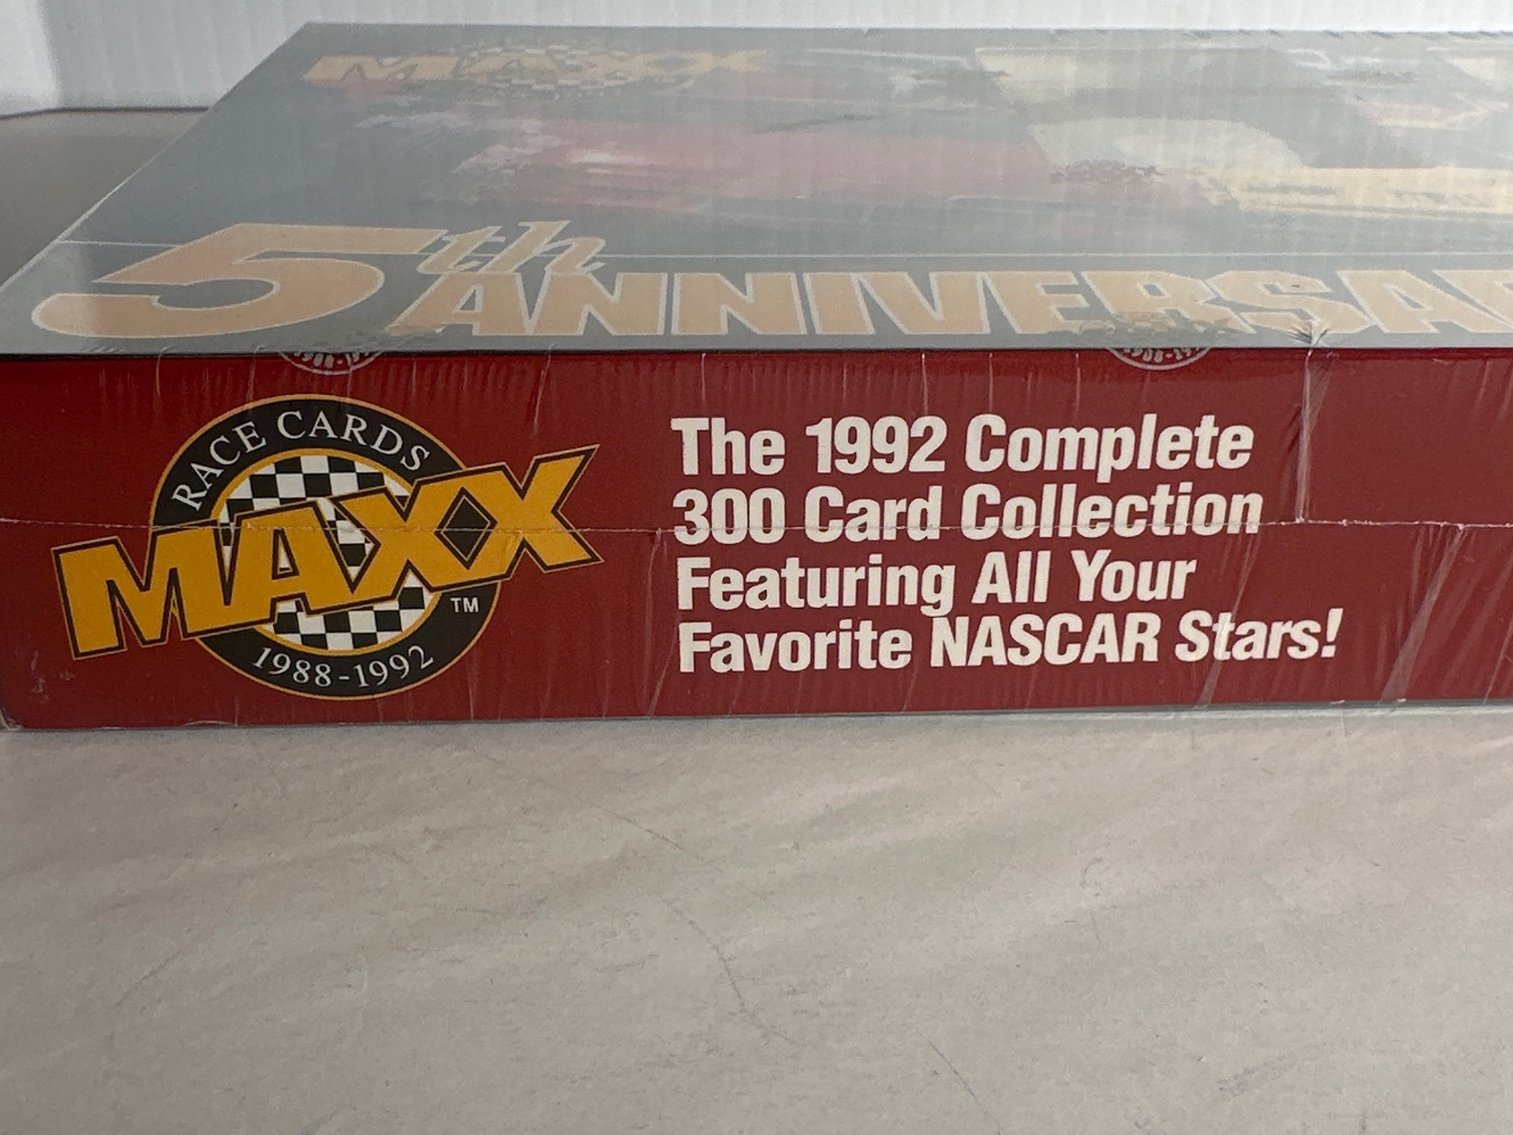 MAXX
5th
ANNIVERSA
RACE CARDS
MAXX
TM
1988-1992
The 1992 Complete
300 Card Collection
Featuring All Your
Favorite NASCAR Stars!